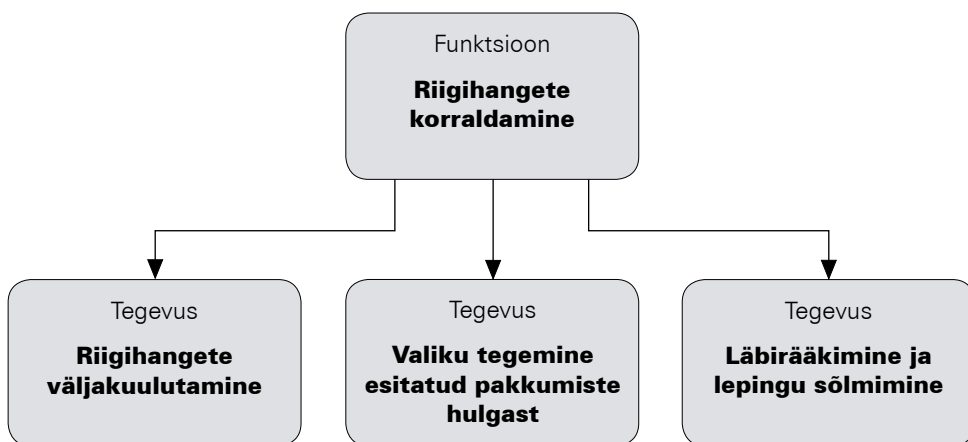 Funktsioon
Riigihangete
korraldamine
Tegevus
Riigihangete
väljakuulutamine
Tegevus
Valiku tegemine
esitatud pakkumiste
hulgast
Tegevus
Läbirääkimine ja
lepingu sõlmimine